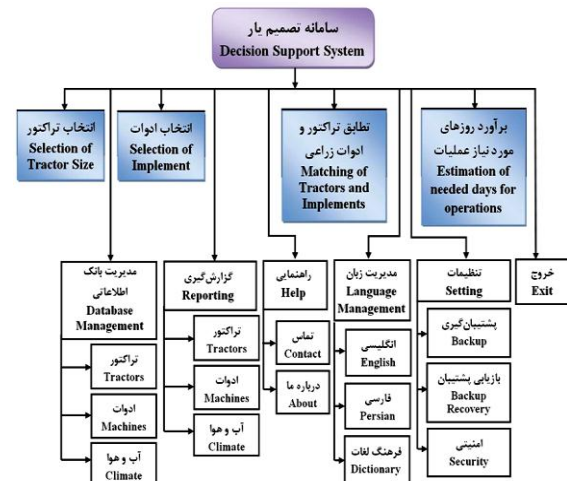 سامانه تصمیم یار
Decision Support System
انتخاب تراکتور
Selection of
Tractor Size
انتخاب ادوات
Selection of
Implement
تطابق تراکتور و
ادوات زراعی
Matching of
Tractors and
Implements
برآورد روزهای
مورد نیاز عملیات
Estimation of
needed days for
operations
مدیریت بانک
اطلاعاتی
Database
Management
تراکتور
Tractors
ادوات
Machines
آب و هوا
Climate
گزارش‌گیری
Reporting
تراکتور
Tractors
ادوات
Machines
آب و هوا
Climate
راهنمایی
Help
تماس
Contact
درباره ما
About
مدیریت زبان
Language
Management
انگلیسی
English
فارسی
Persian
فرهنگ لغات
Dictionary
تنظیمات
Setting
پشتیبان‌گیری
Backup
بازیابی پشتیبان
Backup
Recovery
امنیتی
Security
خروج
Exit